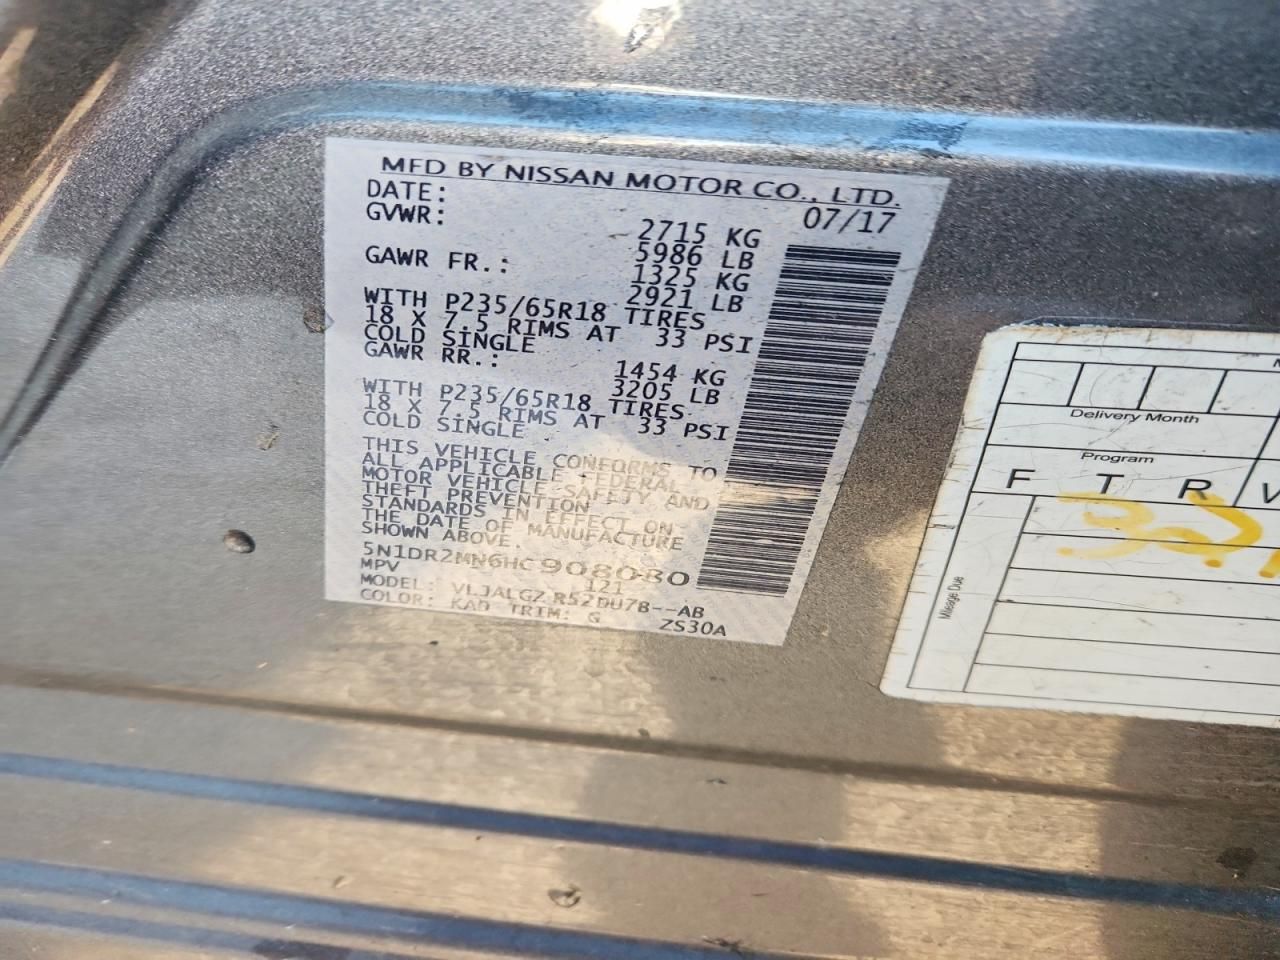 MFD BY NISSAN MOTOR CO., LTD.
DATE: 07/17
GVWR: 2715 KG
5986 LB
GAWR FR.: 1325 KG
2921 LB
WITH P235/65R18 TIRES
18 X 7.5 RIMS AT 33 PSI
COLD SINGLE
GAWR RR.: 1454 KG
3205 LB
WITH P235/65R18 TIRES
18 X 7.5 RIMS AT 33 PSI
COLD SINGLE
THIS VEHICLE CONFORMS TO
ALL APPLICABLE FEDERAL
MOTOR VEHICLE SAFETY AND
THEFT PREVENTION
STANDARDS IN EFFECT ON
THE DATE OF MANUFACTURE
SHOWN ABOVE.
5N1DR2MN6HC908080
MPV 121
MODEL: VLJALGZ R52DU7B--AB
COLOR: KAD TRIM: G ZS30A
Delivery Month
Program
F T R
Mileage Due